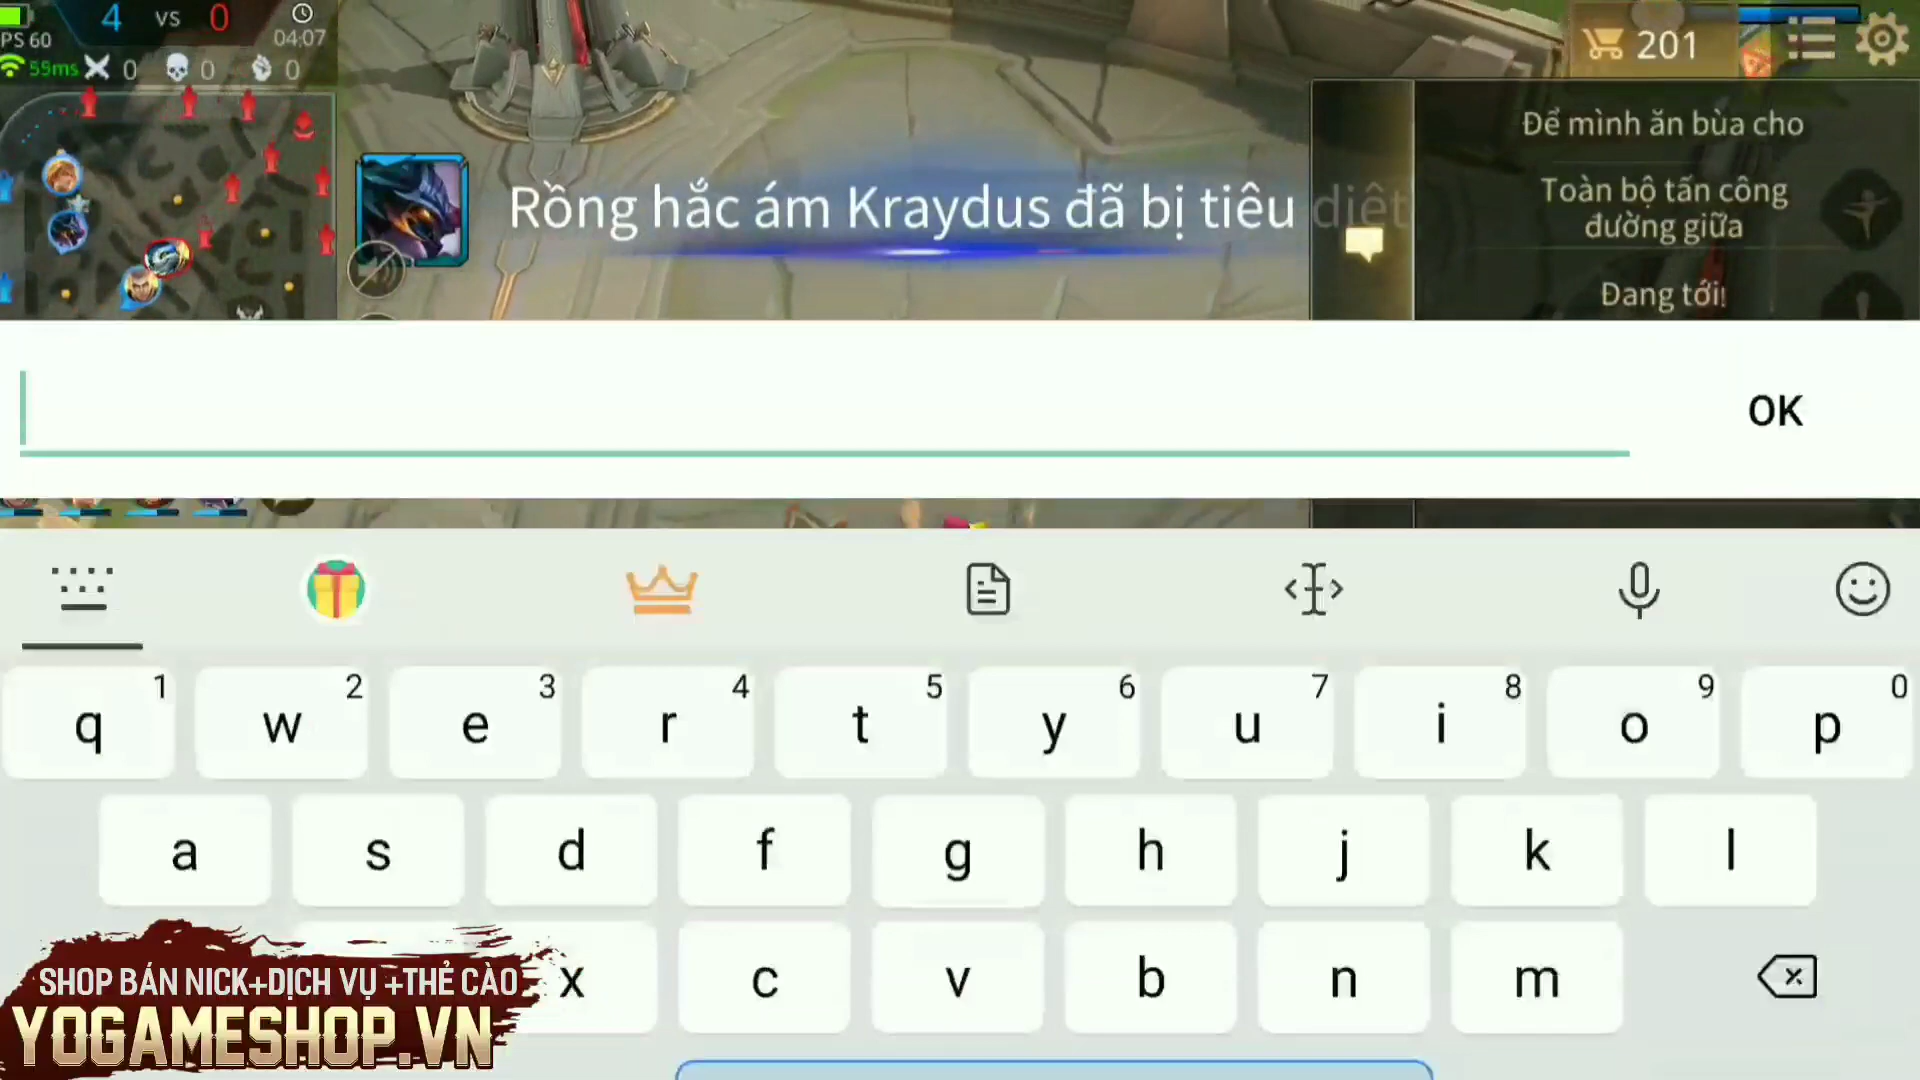 4 vs 0
04:07
PS 60
55ms
0
0
0
201
Để mình ăn bùa cho
Rồng hắc ám Kraydus đã bị tiêu diệt
Toàn bộ tấn công
đường giữa
Đang tới!
OK
1 2 3 4 5 6 7 8 9 0
q w e r t y u i o p
a s d f g h j k l
x c v b n m
SHOP BÁN NICK+DỊCH VỤ +THẺ CÀO
YOGAMESHOP.VN